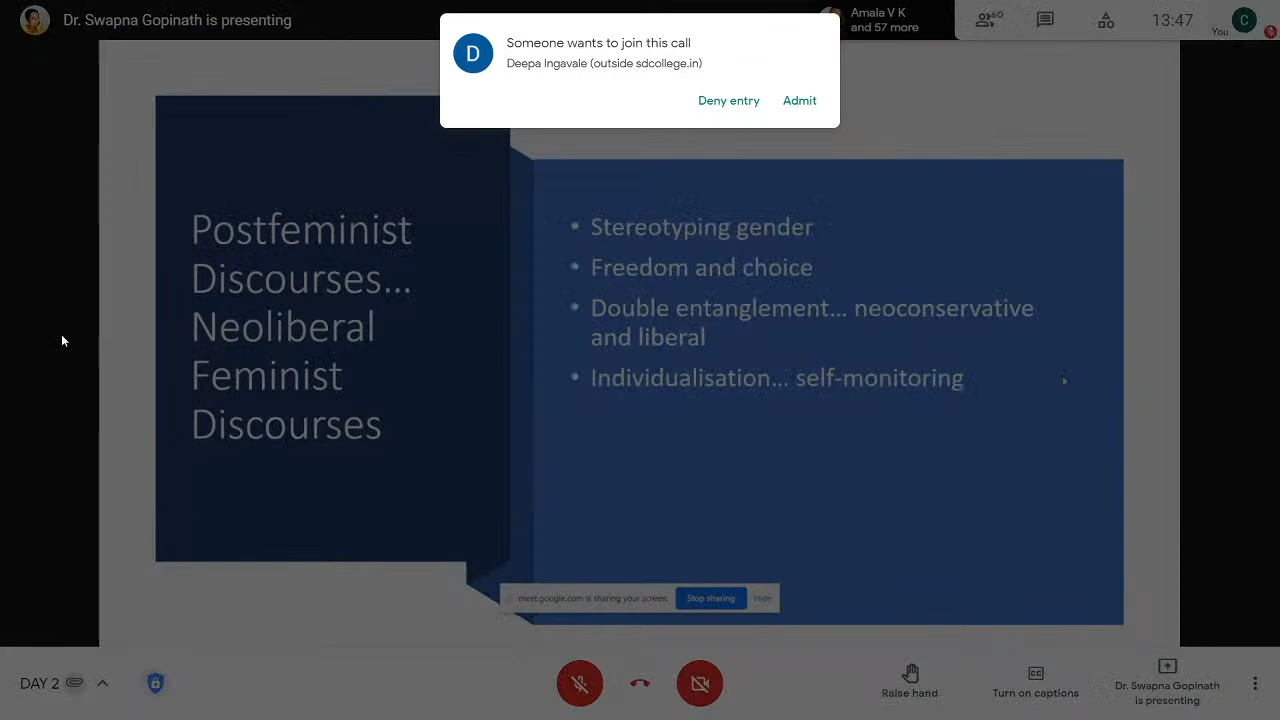 Dr. Swapna Gopinath is presenting
Someone wants to join this call
D
Deepa Ingavale (outside sdcollege.in)
Deny entry
Admit
Amala V K
and 57 more
60
13:47
You
C
Postfeminist
Discourses...
Neoliberal
Feminist
Discourses
• Stereotyping gender
• Freedom and choice
• Double entanglement... neoconservative
and liberal
• Individualisation... self-monitoring
meet.google.com is sharing your screen.
Stop sharing
Hide
DAY 2
Raise hand
CC
Turn on captions
Dr. Swapna Gopinath
is presenting